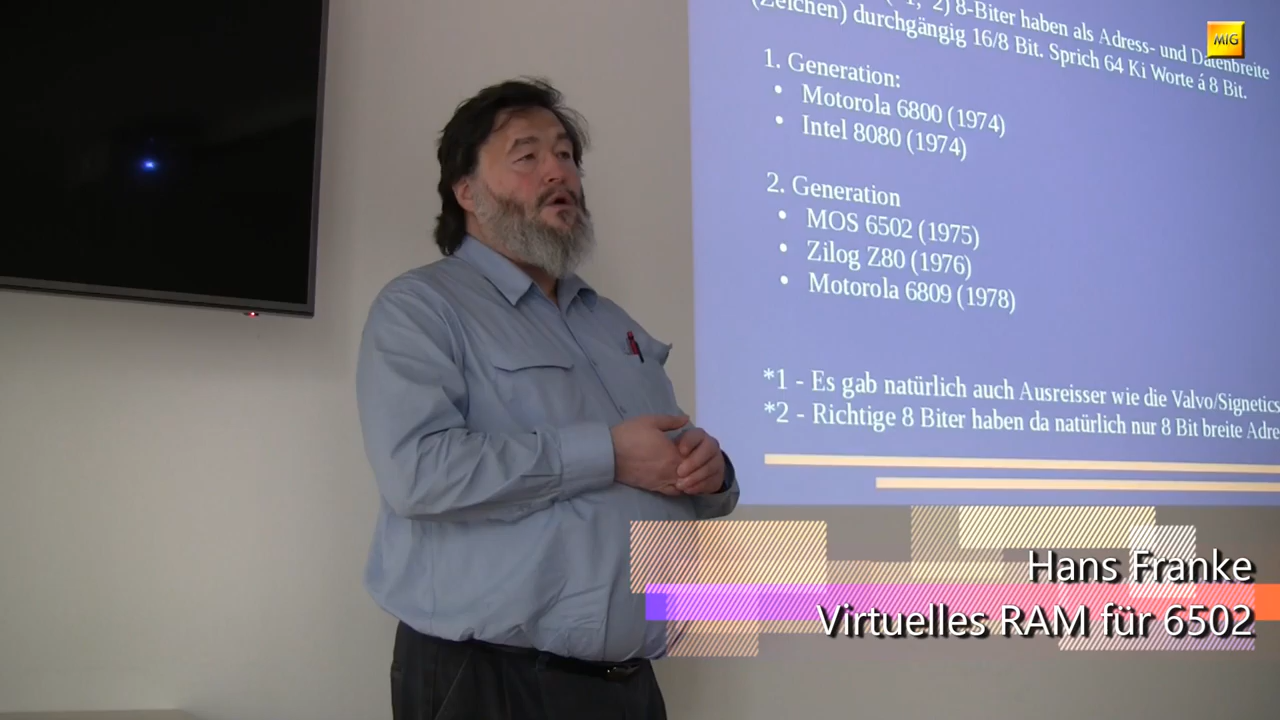 1, 2) 8-Biter haben als Adress- und Datenbreite
(Zeichen) durchgängig 16/8 Bit. Sprich 64 Ki Worte á 8 Bit.
1. Generation:
• Motorola 6800 (1974)
• Intel 8080 (1974)
2. Generation
• MOS 6502 (1975)
• Zilog Z80 (1976)
• Motorola 6809 (1978)
*1 - Es gab natürlich auch Ausreisser wie die Valvo/Signetics
*2 - Richtige 8 Biter haben da natürlich nur 8 Bit breite Adre
MIG
Hans Franke
Virtuelles RAM für 6502